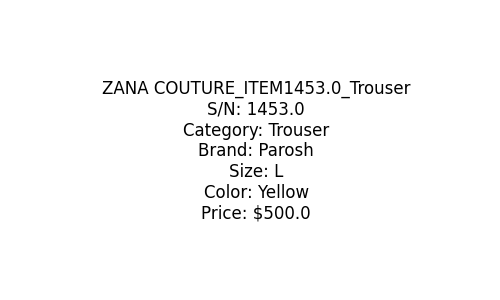 ZANA COUTURE_ITEM1453.0_Trouser
S/N: 1453.0
Category: Trouser
Brand: Parosh
Size: L
Color: Yellow
Price: $500.0